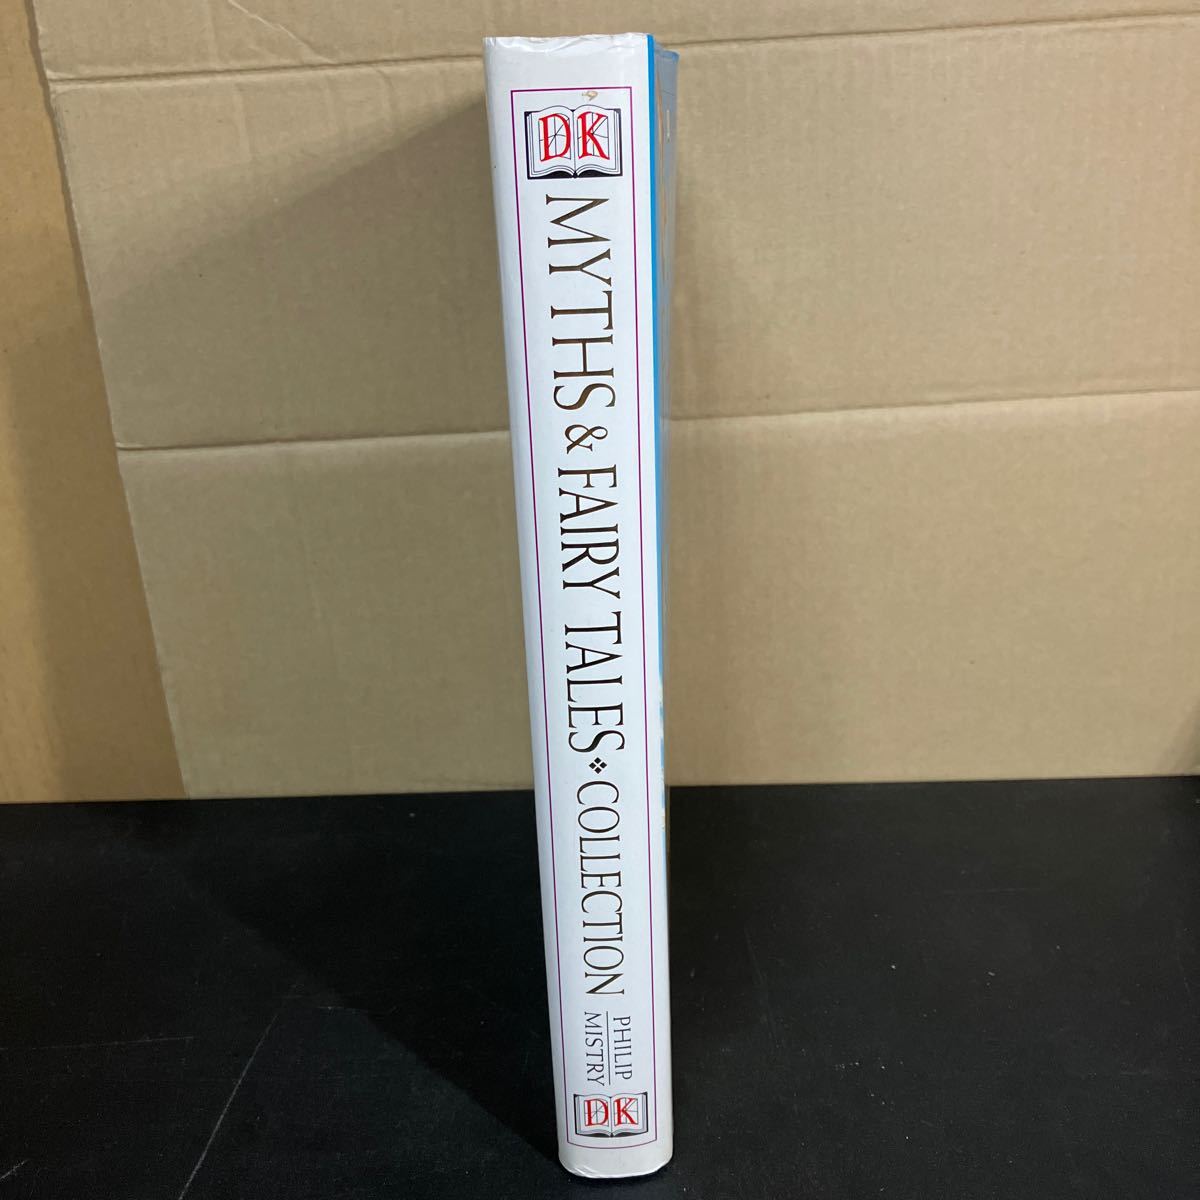 DK
MYTHS & FAIRY TALES ❖ COLLECTION
PHILIP
MISTRY
DK